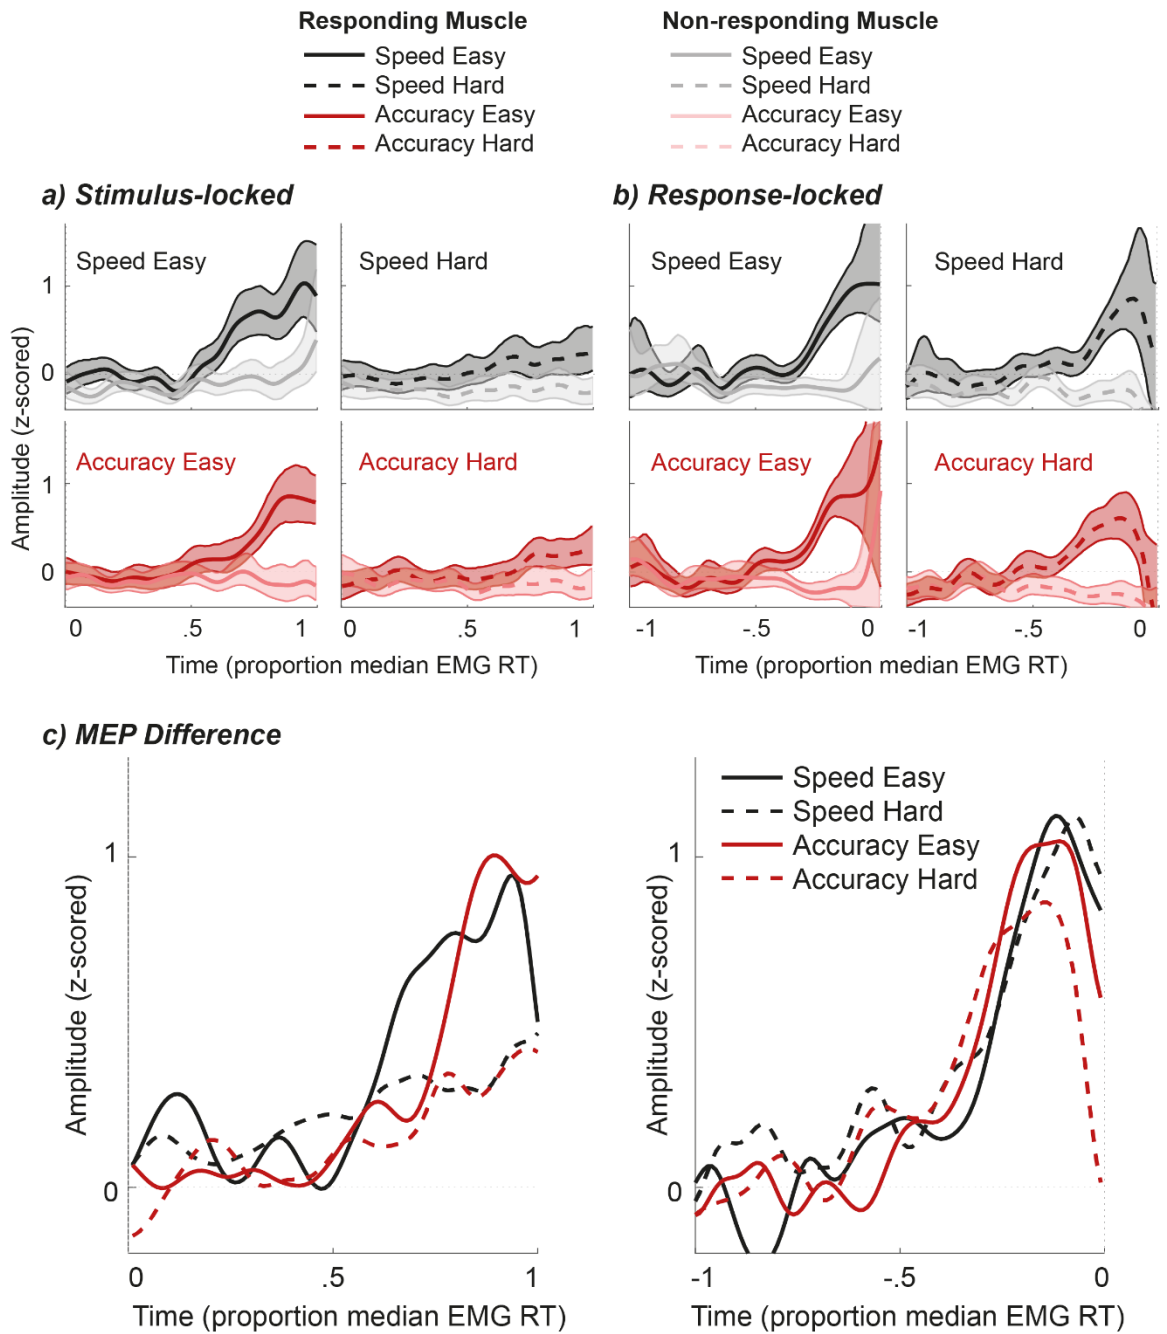 Responding Muscle
Speed Easy
Speed Hard
Accuracy Easy
Accuracy Hard
Non-responding Muscle
Speed Easy
Speed Hard
Accuracy Easy
Accuracy Hard
a) Stimulus-locked
b) Response-locked
Speed Easy
Speed Hard
Speed Easy
Speed Hard
1
0
Accuracy Easy
Accuracy Hard
Accuracy Easy
Accuracy Hard
1
0
Amplitude (z-scored)
0 .5 1
0 .5 1
-1 -.5 0
-1 -.5 0
Time (proportion median EMG RT)
Time (proportion median EMG RT)
c) MEP Difference
Speed Easy
Speed Hard
Accuracy Easy
Accuracy Hard
1
0
Amplitude (z-scored)
1
0
Amplitude (z-scored)
0 .5 1
-1 -.5 0
Time (proportion median EMG RT)
Time (proportion median EMG RT)